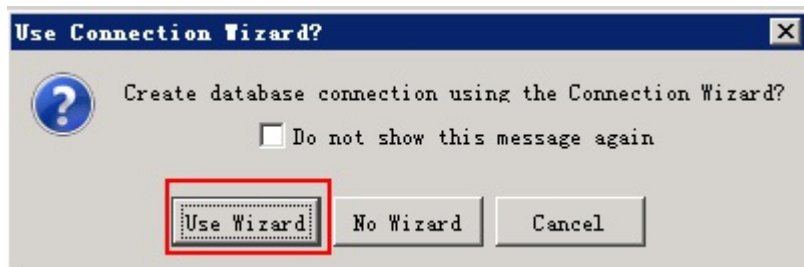 Use Connection Wizard?
Create database connection using the Connection Wizard?
Do not show this message again
Use Wizard No Wizard Cancel